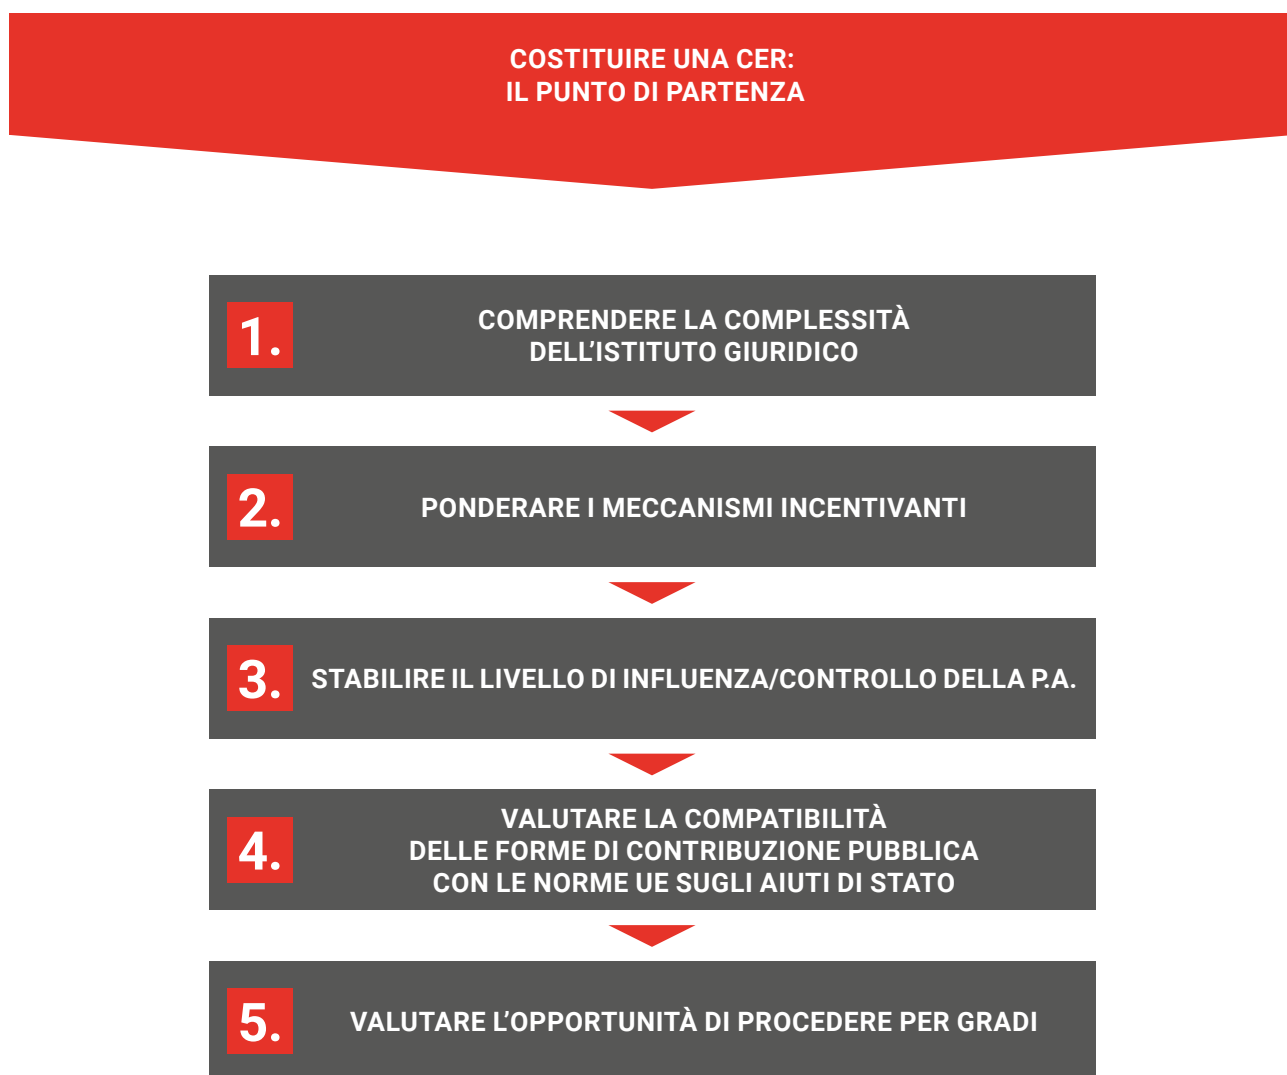 COSTITUIRE UNA CER:
IL PUNTO DI PARTENZA
1.
COMPRENDERE LA COMPLESSITÀ
DELL’ISTITUTO GIURIDICO
2.
PONDERARE I MECCANISMI INCENTIVANTI
3.
STABILIRE IL LIVELLO DI INFLUENZA/CONTROLLO DELLA P.A.
4.
VALUTARE LA COMPATIBILITÀ
DELLE FORME DI CONTRIBUZIONE PUBBLICA
CON LE NORME UE SUGLI AIUTI DI STATO
5.
VALUTARE L’OPPORTUNITÀ DI PROCEDERE PER GRADI